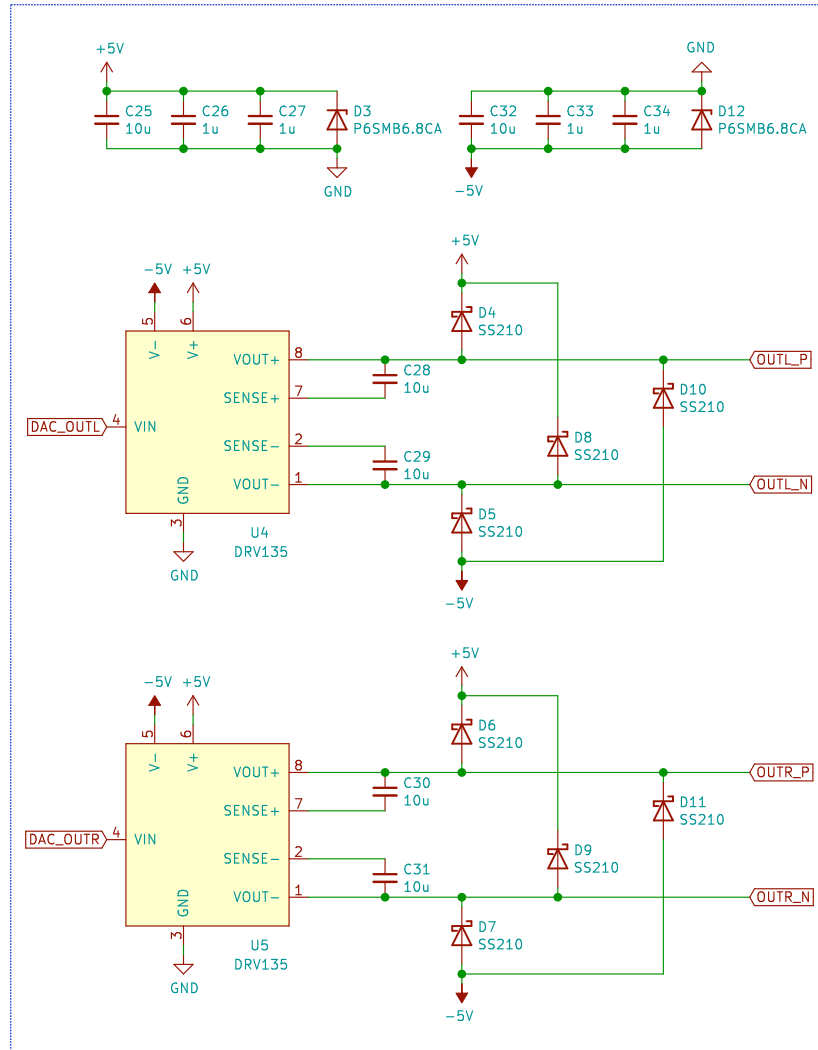 +5V
GND
C25
10u
C26
1u
C27
1u
D3
P6SMB6.8CA
C32
10u
C33
1u
C34
1u
D12
P6SMB6.8CA
GND
-5V
+5V
-5V
+5V
5
6
V-
V+
D4
SS210
VOUT+
8
OUTL_P
C28
10u
SENSE+
7
D10
SS210
DAC_OUTL
4
VIN
SENSE-
2
D8
SS210
C29
10u
VOUT-
1
OUTL_N
GND
3
D5
SS210
U4
DRV135
GND
-5V
+5V
-5V
+5V
5
6
V-
V+
D6
SS210
VOUT+
8
OUTR_P
C30
10u
SENSE+
7
D11
SS210
DAC_OUTR
4
VIN
SENSE-
2
D9
SS210
C31
10u
VOUT-
1
OUTR_N
GND
3
D7
SS210
U5
DRV135
GND
-5V